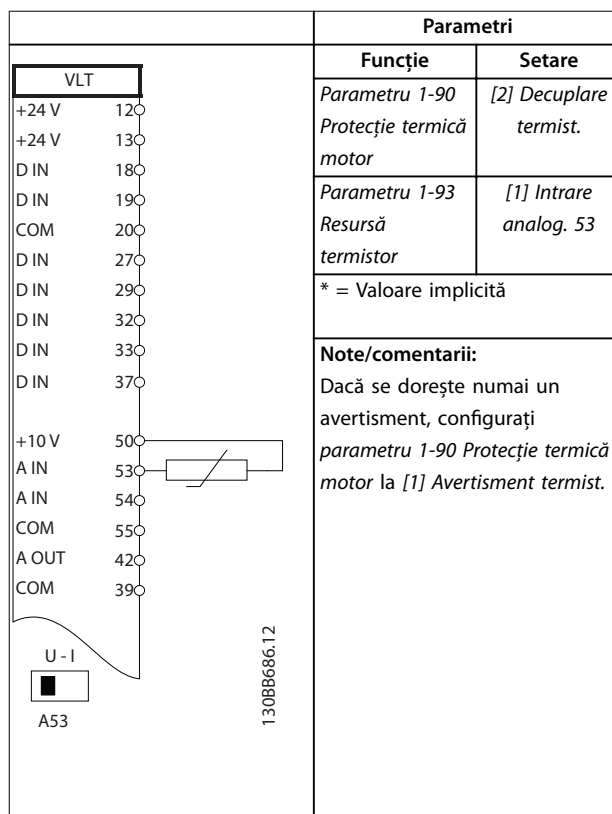 VLT
+24 V 12
+24 V 13
D IN 18
D IN 19
COM 20
D IN 27
D IN 29
D IN 32
D IN 33
D IN 37
+10 V 50
A IN 53
A IN 54
COM 55
A OUT 42
COM 39
U - I
A53
130BB686.12
Parametri
Funcție Setare
Parametru 1-90 [2] Decuplare
Protecție termică termist.
motor
Parametru 1-93 [1] Intrare
Resursă analog. 53
termistor
* = Valoare implicită
Note/comentarii:
Dacă se dorește numai un
avertisment, configurați
parametru 1-90 Protecție termică
motor la [1] Avertisment termist.